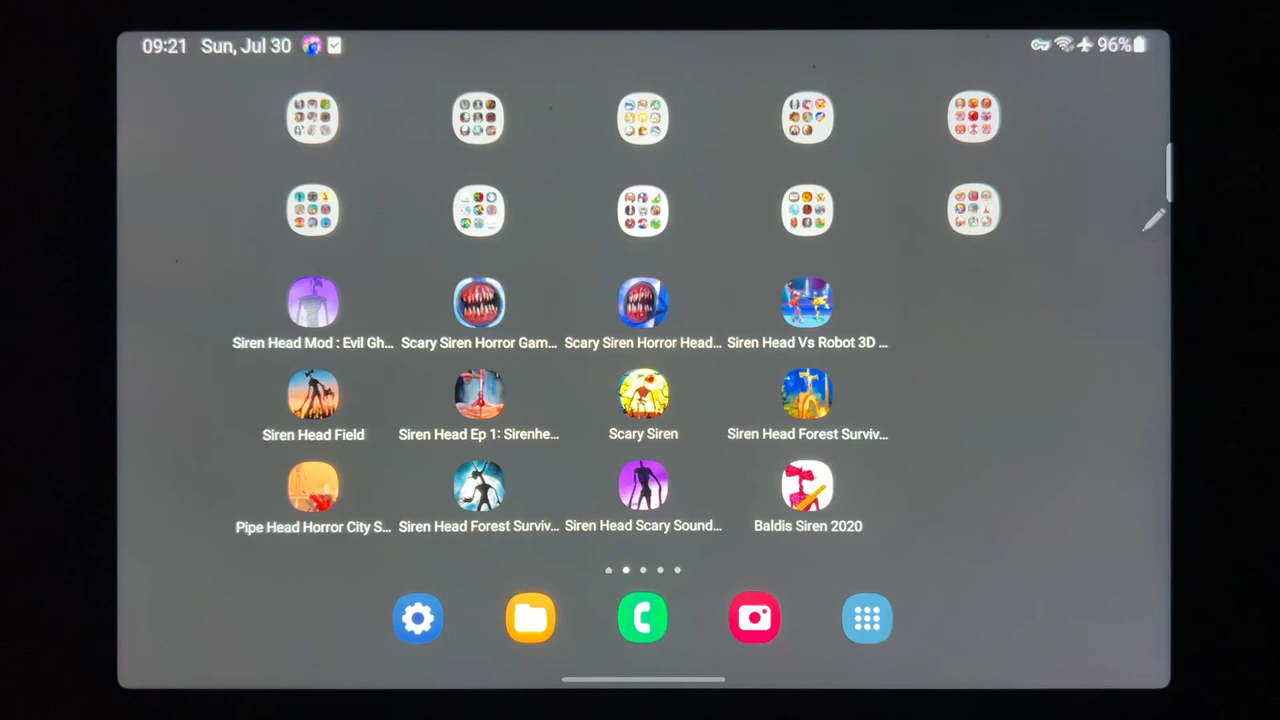 09:21 Sun, Jul 30 96%
Siren Head Mod : Evil Gh... Scary Siren Horror Gam... Scary Siren Horror Head... Siren Head Vs Robot 3D ...
Siren Head Field Siren Head Ep 1: Sirenhe... Scary Siren Siren Head Forest Surviv...
Pipe Head Horror City S... Siren Head Forest Surviv... Siren Head Scary Sound... Baldis Siren 2020